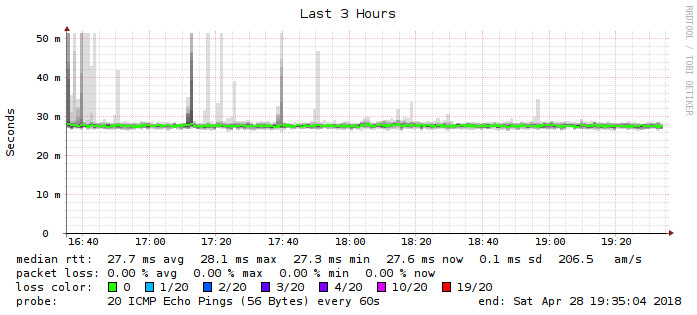 Last 3 Hours
RRDTOOL / TOBI OETIKER
Seconds
50 m
40 m
30 m
20 m
10 m
0
16:40 17:00 17:20 17:40 18:00 18:20 18:40 19:00 19:20
median rtt: 27.7 ms avg 28.1 ms max 27.3 ms min 27.6 ms now 0.1 ms sd 206.5 am/s
packet loss: 0.00 % avg 0.00 % max 0.00 % min 0.00 % now
loss color: 0 1/20 2/20 3/20 4/20 10/20 19/20
probe: 20 ICMP Echo Pings (56 Bytes) every 60s end: Sat Apr 28 19:35:04 2018